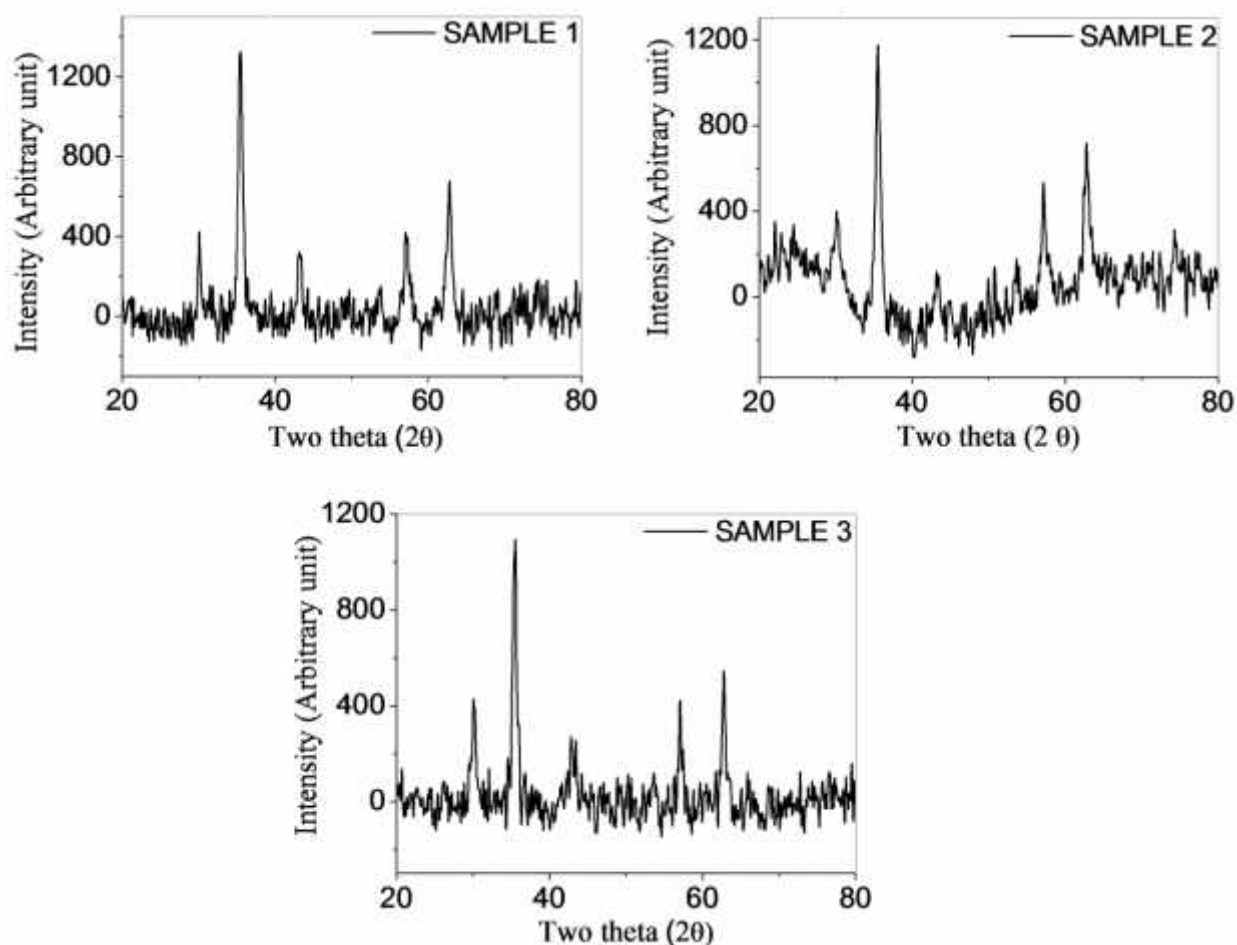 SAMPLE 1
1200
800
400
0
20 40 60 80
Intensity (Arbitrary unit)
Two theta (2θ)
SAMPLE 2
1200
800
400
0
20 40 60 80
Intensity (Arbitrary unit)
Two theta (2 θ)
SAMPLE 3
1200
800
400
0
20 40 60 80
Intensity (Arbitrary unit)
Two theta (2θ)